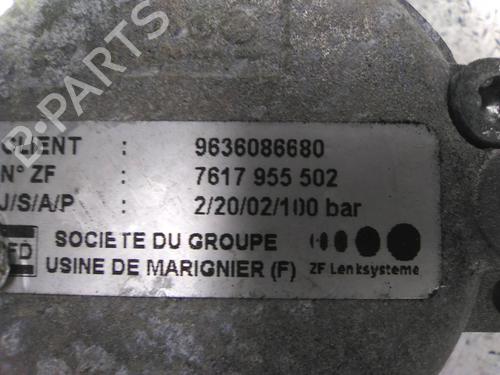 B-PARTS
CLIENT : 9636086680
N° ZF : 7617 955 502
J/S/A/P : 2/20/02/100 bar
FD SOCIETE DU GROUPE
USINE DE MARIGNIER (F) ZF Lenksysteme